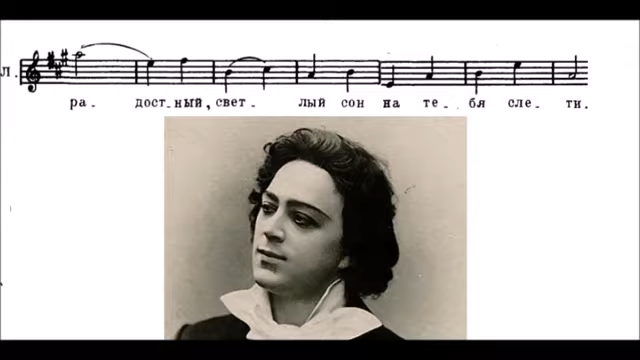 Л.
ра- дост-ный, свет- лый сон на те- бя сле- ти.